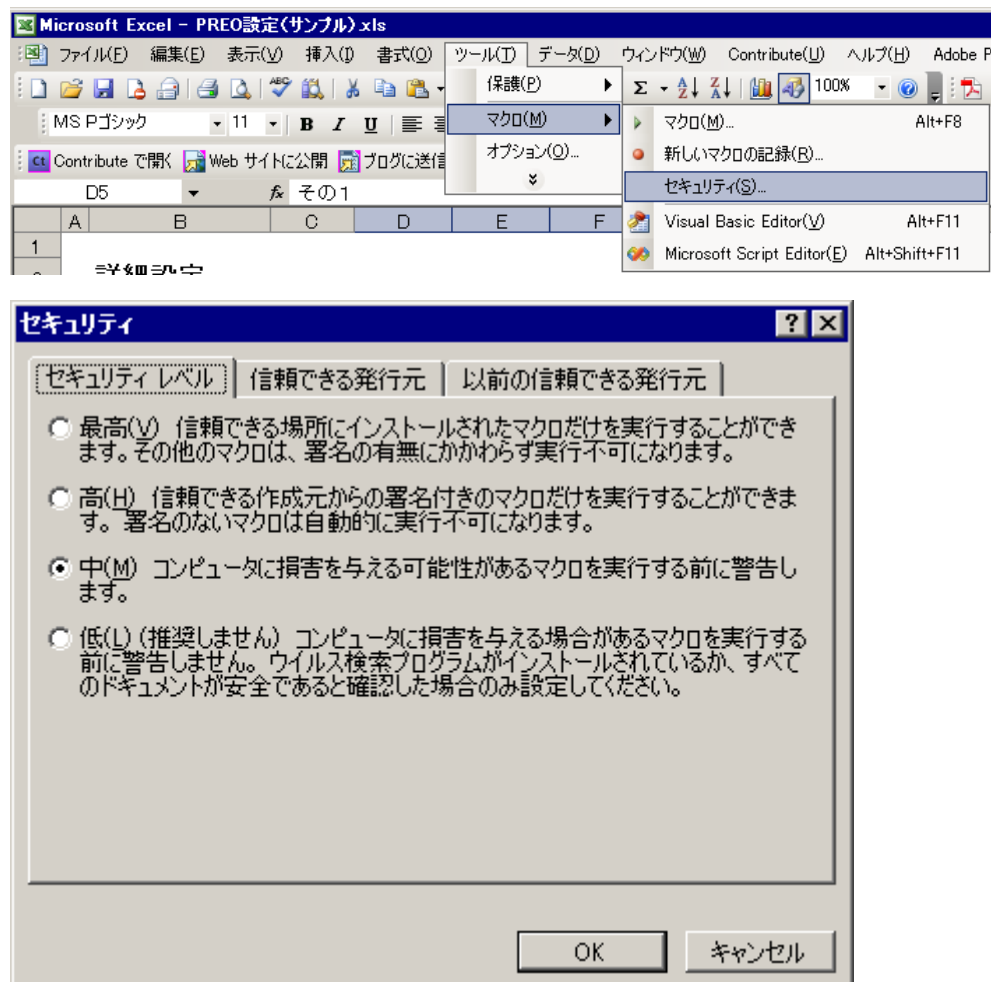 Microsoft Excel - PREO設定(サンプル).xls
ファイル(F) 編集(E) 表示(V) 挿入(I) 書式(O) ツール(T) データ(D) ウィンドウ(W) Contribute(U) ヘルプ(H) Adobe P
保護(P)
100%
MS Pゴシック 11 B I U
マクロ(M)
マクロ(M)... Alt+F8
Contribute で開く Web サイトに公開 ブログに送信
オプション(O)...
新しいマクロの記録(R)...
D5 fx その1
セキュリティ(S)...
A B C D E F
Visual Basic Editor(V) Alt+F11
1
Microsoft Script Editor(E) Alt+Shift+F11
詳細設定
セキュリティ
セキュリティ レベル 信頼できる発行元 以前の信頼できる発行元
最高(V) 信頼できる場所にインストールされたマクロだけを実行することができ
ます。その他のマクロは、署名の有無にかかわらず実行不可になります。
高(H) 信頼できる作成元からの署名付きのマクロだけを実行することができま
す。 署名のないマクロは自動的に実行不可になります。
中(M) コンピュータに損害を与える可能性があるマクロを実行する前に警告し
ます。
低(L) (推奨しません) コンピュータに損害を与える場合があるマクロを実行する
前に警告しません。ウイルス検索プログラムがインストールされているか、すべて
のドキュメントが安全であると確認した場合のみ設定してください。
OK キャンセル